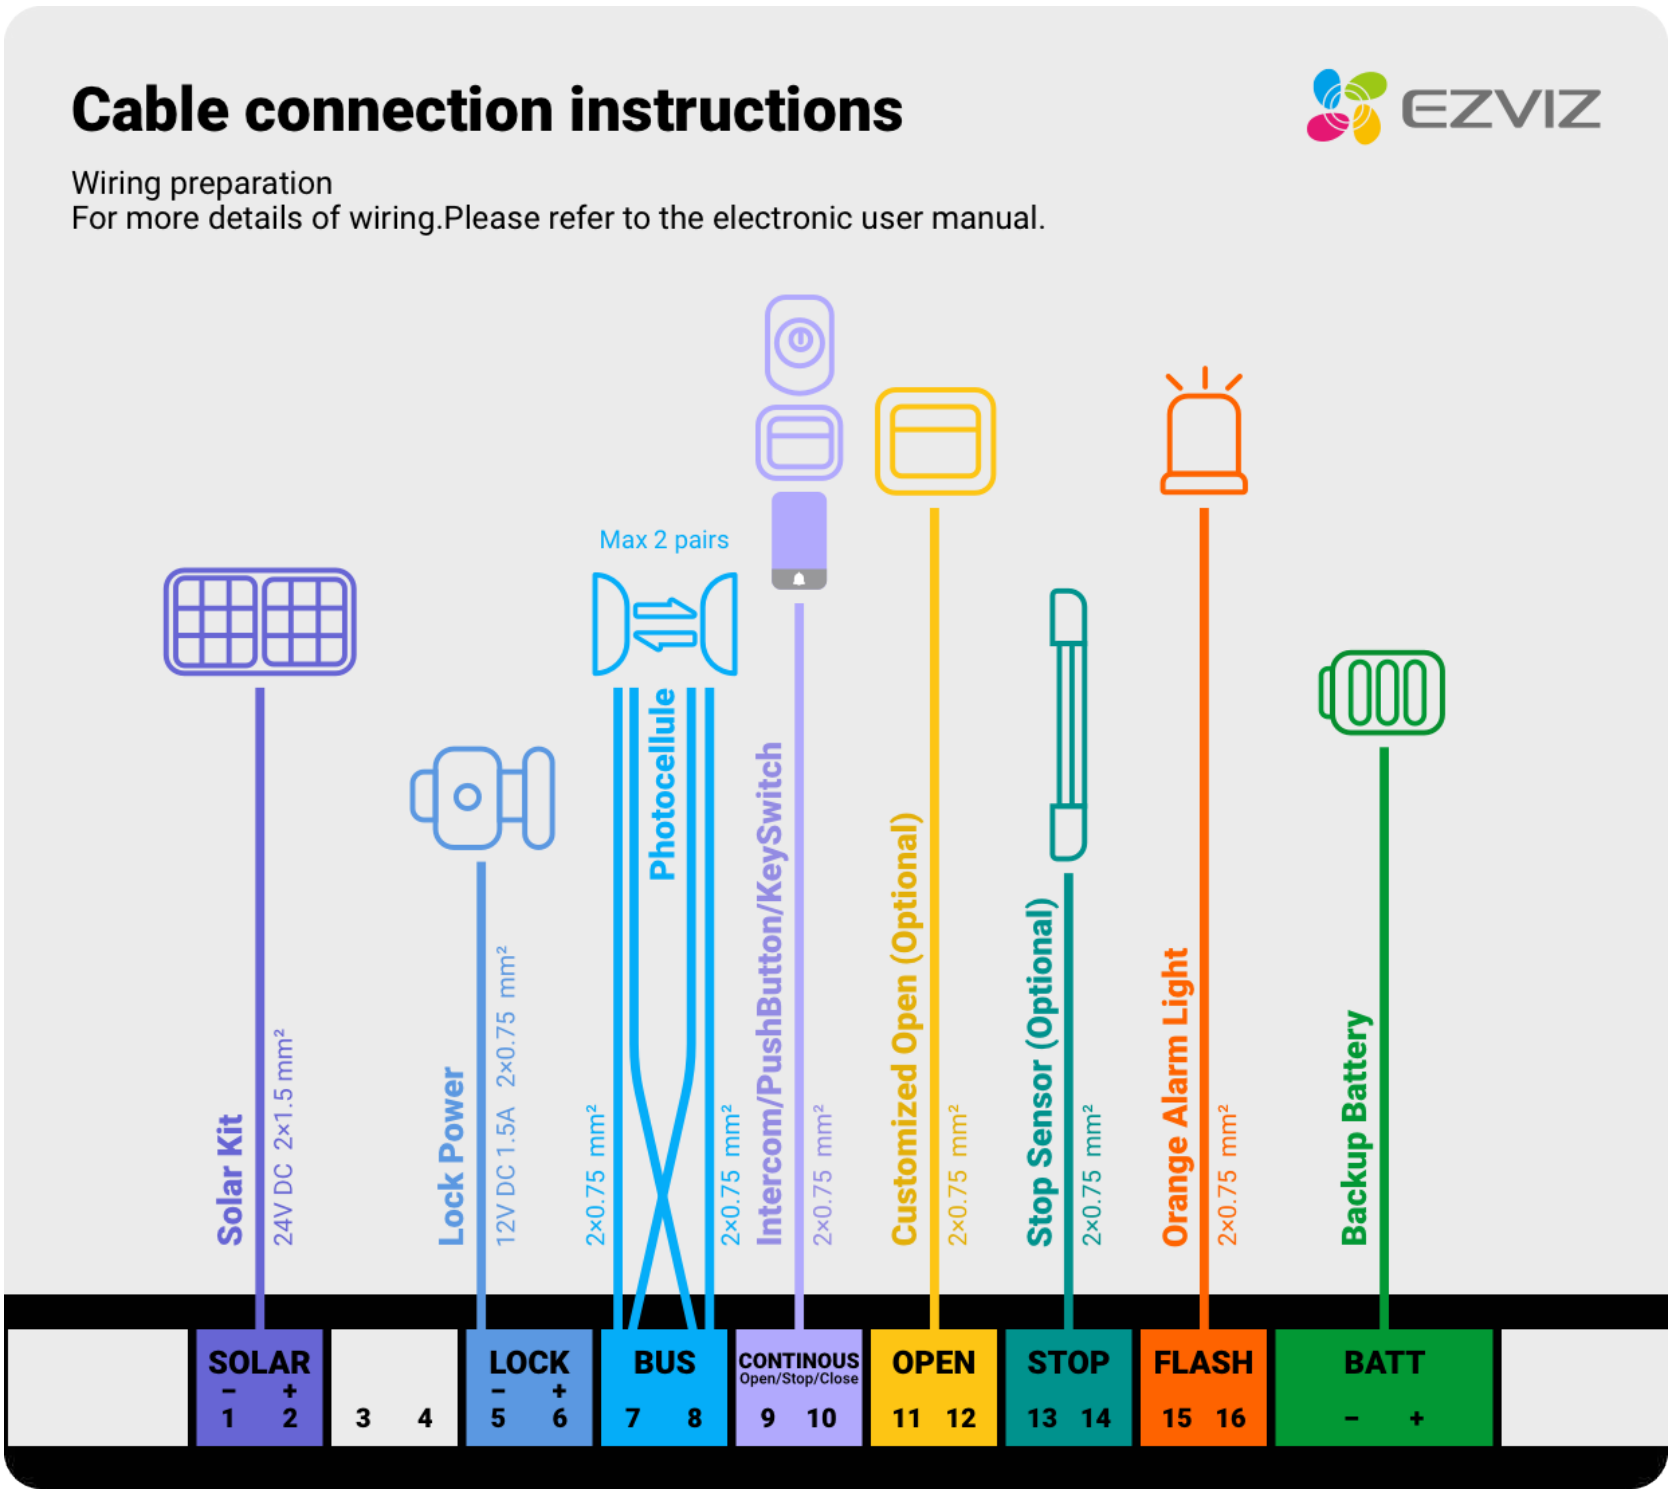 Cable connection instructions
EZVIZ
Wiring preparation
For more details of wiring.Please refer to the electronic user manual.
Max 2 pairs
Solar Kit
24V DC 2×1.5 mm²
Lock Power
12V DC 1.5A 2×0.75 mm²
2×0.75 mm²
Photocellule
2×0.75 mm²
Intercom/PushButton/KeySwitch
2×0.75 mm²
Customized Open (Optional)
2×0.75 mm²
Stop Sensor (Optional)
2×0.75 mm²
Orange Alarm Light
2×0.75 mm²
Backup Battery
SOLAR
- +
1 2
3 4
LOCK
- +
5 6
BUS
7 8
CONTINOUS
Open/Stop/Close
9 10
OPEN
11 12
STOP
13 14
FLASH
15 16
BATT
- +